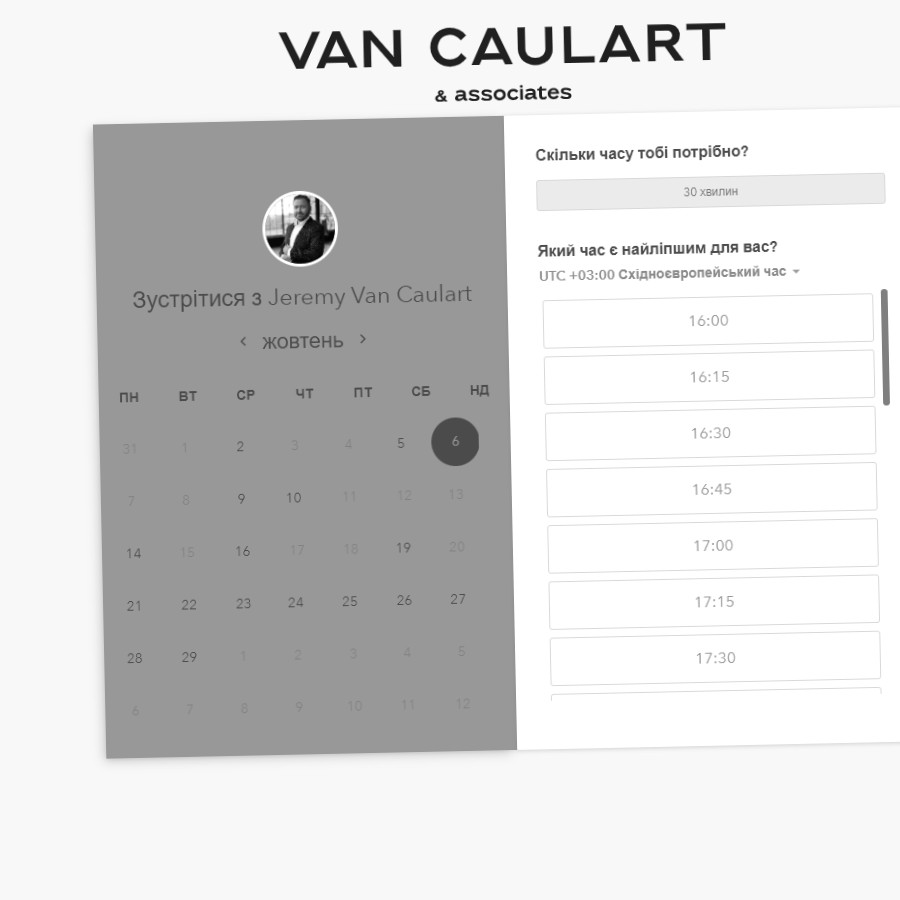 VAN CAULART
& associates
Зустрітися з Jeremy Van Caulart
жовтень
ПН ВТ СР ЧТ ПТ СБ НД
31 1 2 3 4 5 6
7 8 9 10 11 12 13
14 15 16 17 18 19 20
21 22 23 24 25 26 27
28 29 1 2 3 4 5
6 7 8 9 10 11 12
Скільки часу тобі потрібно?
30 хвилин
Який час є найліпшим для вас?
UTC +03:00 Східноєвропейський час
16:00
16:15
16:30
16:45
17:00
17:15
17:30